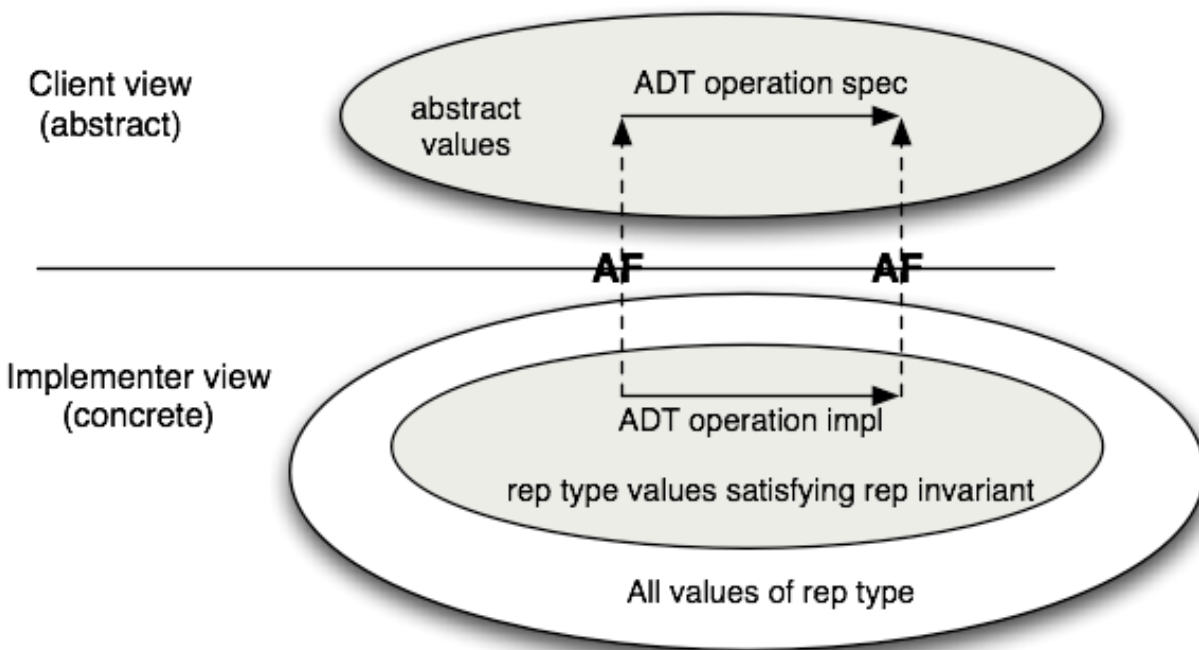 Client view
(abstract)
ADT operation spec
abstract
values
AF
AF
Implementer view
(concrete)
ADT operation impl
rep type values satisfying rep invariant
All values of rep type